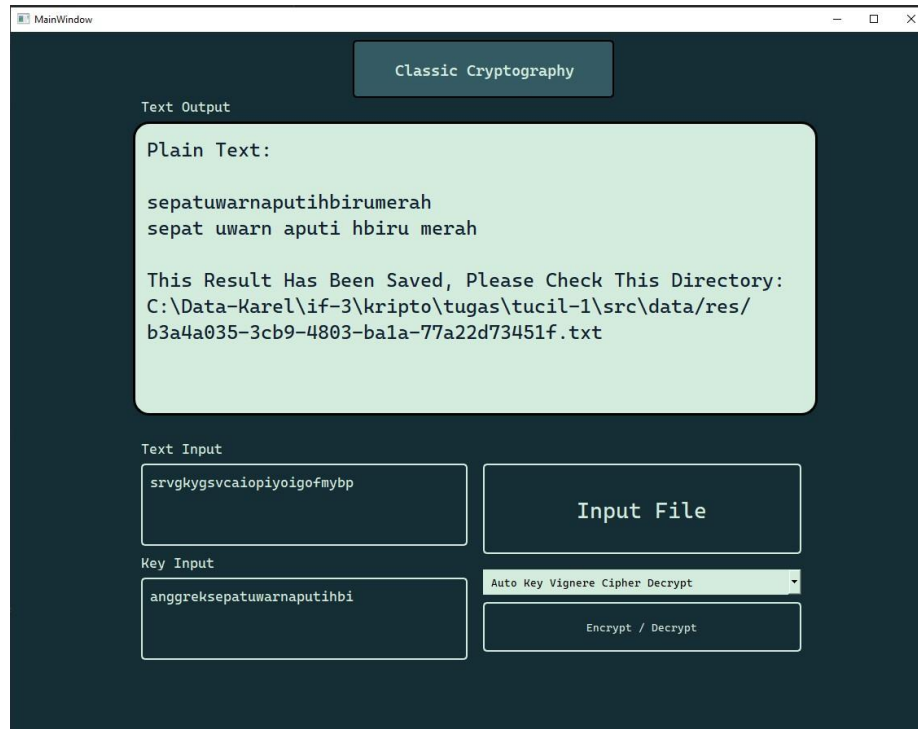 MainWindow
Classic Cryptography
Text Output
Plain Text:
sepatuwarnaputihbirumerah
sepat uwarn aputi hbiru merah
This Result Has Been Saved, Please Check This Directory:
C:\Data-Karel\if-3\kripto\tugas\tucil-1\src\data/res/
b3a4a035-3cb9-4803-ba1a-77a22d73451f.txt
Text Input
srvgkygsvcaiopiyoigofmybp
Input File
Key Input
anggreksepatuwarnaputihbi
Auto Key Vignere Cipher Decrypt
Encrypt / Decrypt